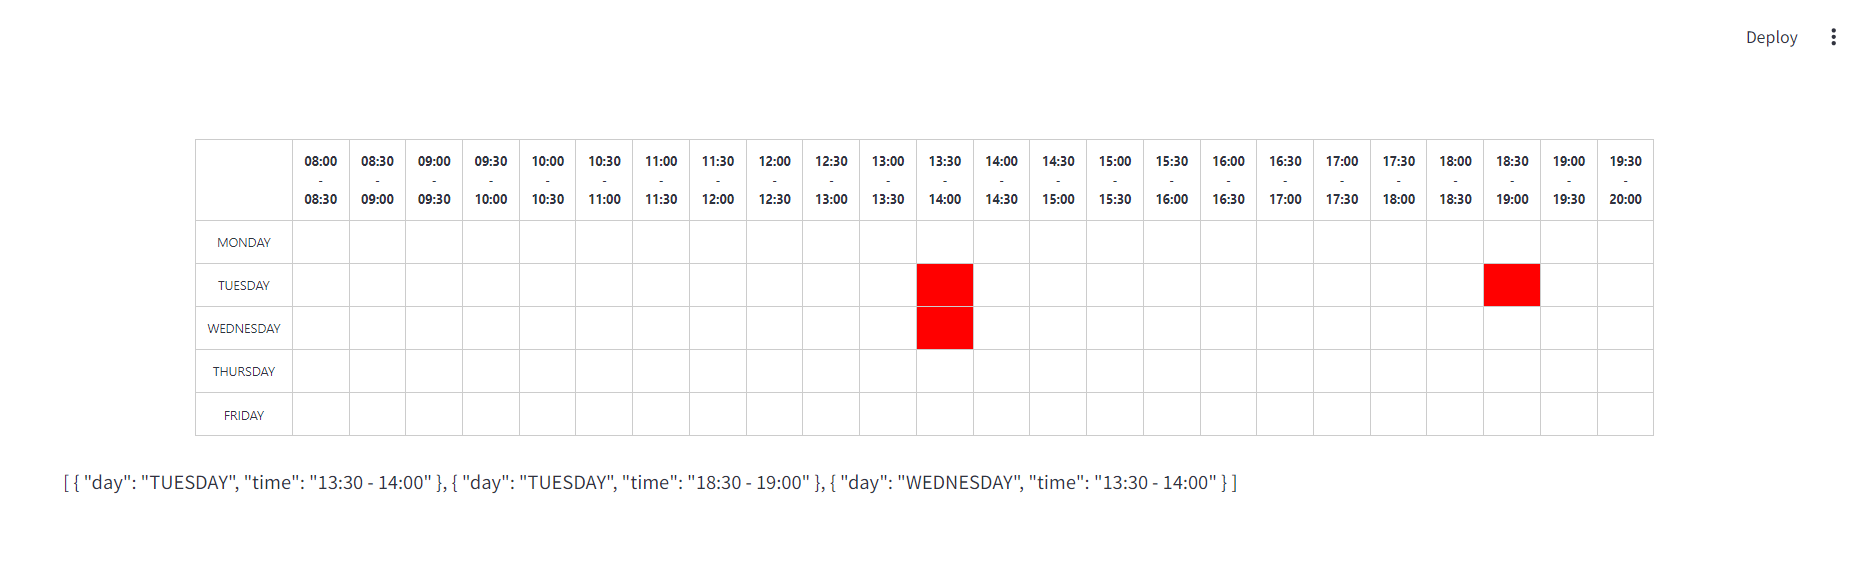 Deploy
08:00 - 08:30 08:30 - 09:00 09:00 - 09:30 09:30 - 10:00 10:00 - 10:30 10:30 - 11:00 11:00 - 11:30 11:30 - 12:00 12:00 - 12:30 12:30 - 13:00 13:00 - 13:30 13:30 - 14:00 14:00 - 14:30 14:30 - 15:00 15:00 - 15:30 15:30 - 16:00 16:00 - 16:30 16:30 - 17:00 17:00 - 17:30 17:30 - 18:00 18:00 - 18:30 18:30 - 19:00 19:00 - 19:30 19:30 - 20:00
MONDAY
TUESDAY
WEDNESDAY
THURSDAY
FRIDAY
[ { "day": "TUESDAY", "time": "13:30 - 14:00" }, { "day": "TUESDAY", "time": "18:30 - 19:00" }, { "day": "WEDNESDAY", "time": "13:30 - 14:00" } ]